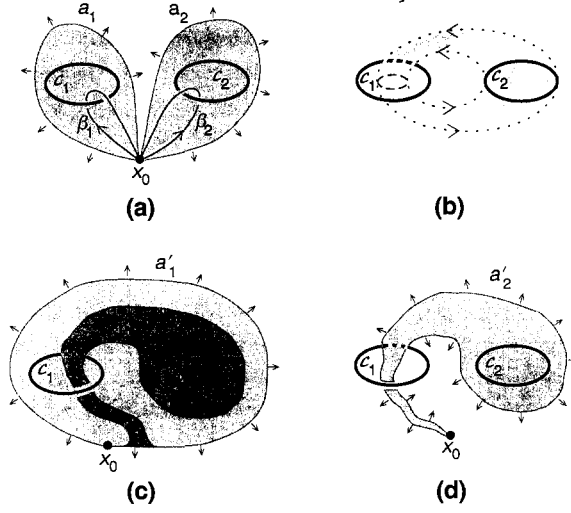 a₁ a₂
c₁ c₂ c₁ c₂
β₁ β₂
x₀
(a) (b)
a′₁ a′₂
c₁ c₁ c₂
x₀ x₀
(c) (d)